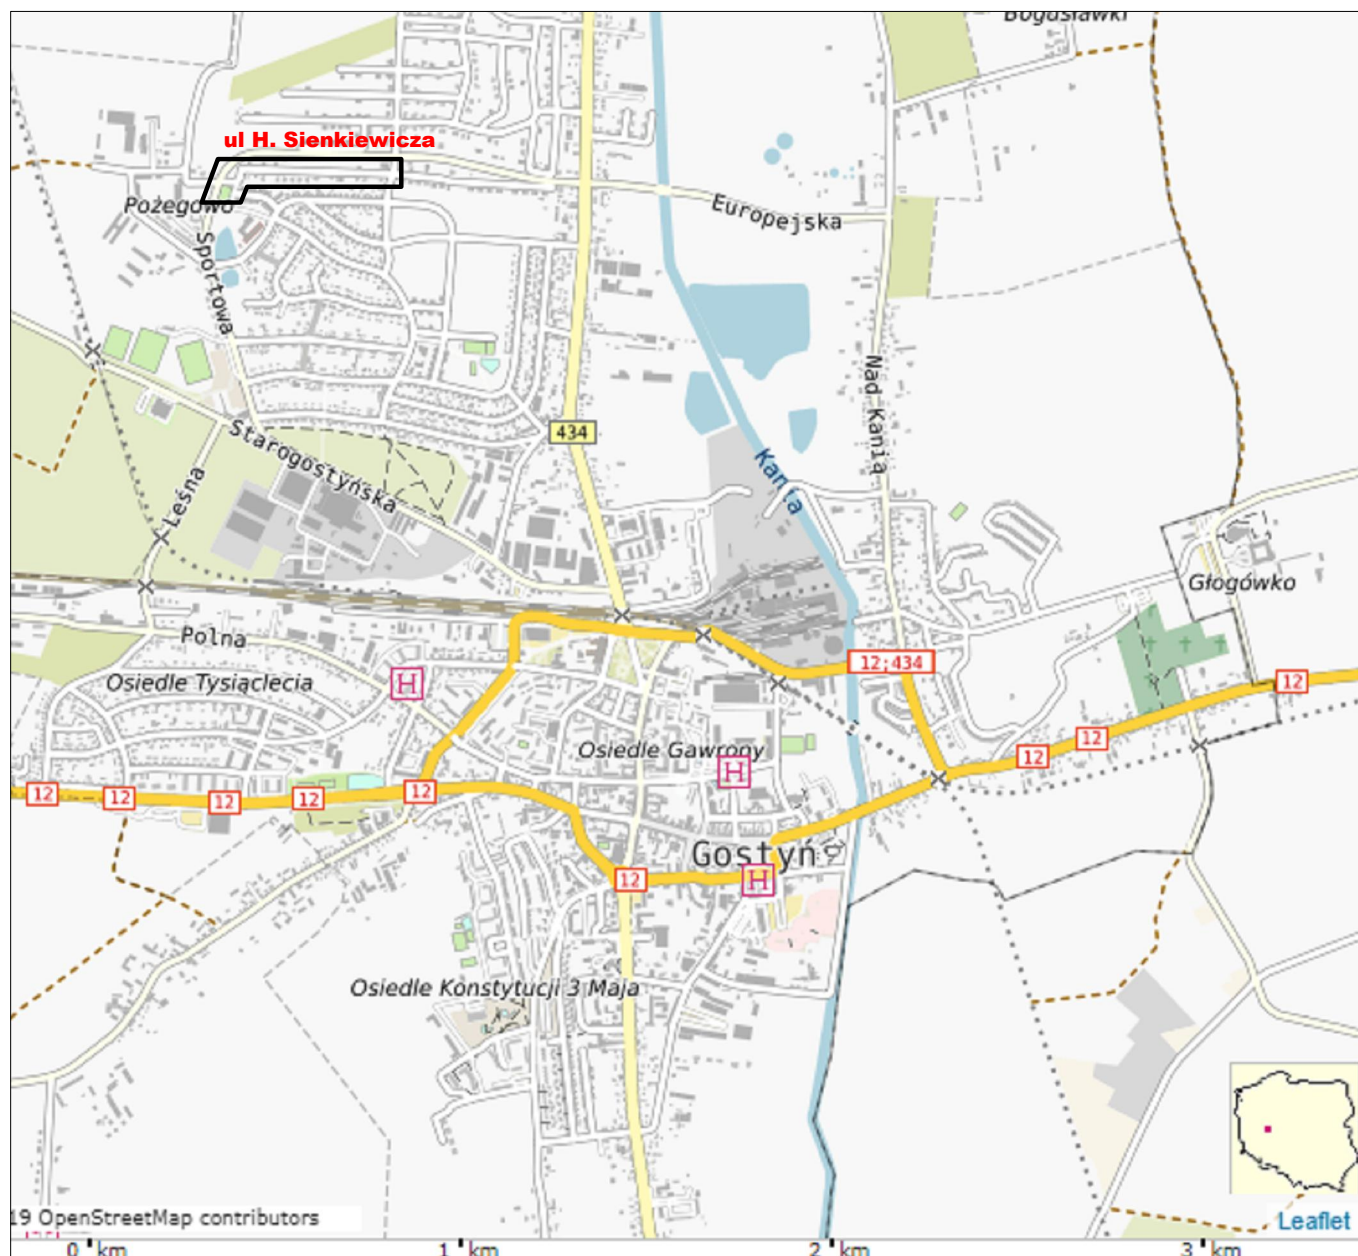 Bogusławki
ul H. Sienkiewicza
Pożegowo
Europejska
Sportowa
Nad Kanią
434
Starogostyńska
Kania
Leśna
Głogówko
Polna
12;434
H
Osiedle Tysiąclecia
12
Osiedle Gawrony
12
12
H
12
12
12
12
12
Gostyń
12
H
Osiedle Konstytucji 3 Maja
19 OpenStreetMap contributors
Leaflet
0 km
1 km
2 km
3 km